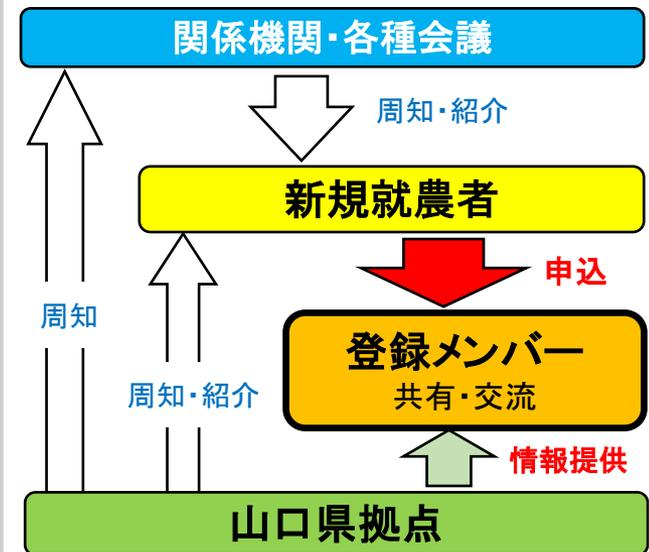 関係機関・各種会議
周知・紹介
新規就農者
申込
周知
登録メンバー
共有・交流
周知・紹介
情報提供
山口県拠点